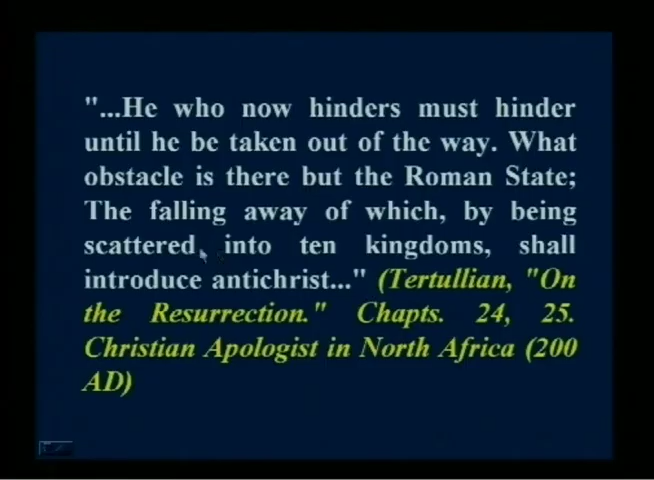 "...He who now hinders must hinder
until he be taken out of the way. What
obstacle is there but the Roman State;
The falling away of which, by being
scattered, into ten kingdoms, shall
introduce antichrist..." (Tertullian, "On
the Resurrection." Chapts. 24, 25.
Christian Apologist in North Africa (200
AD)